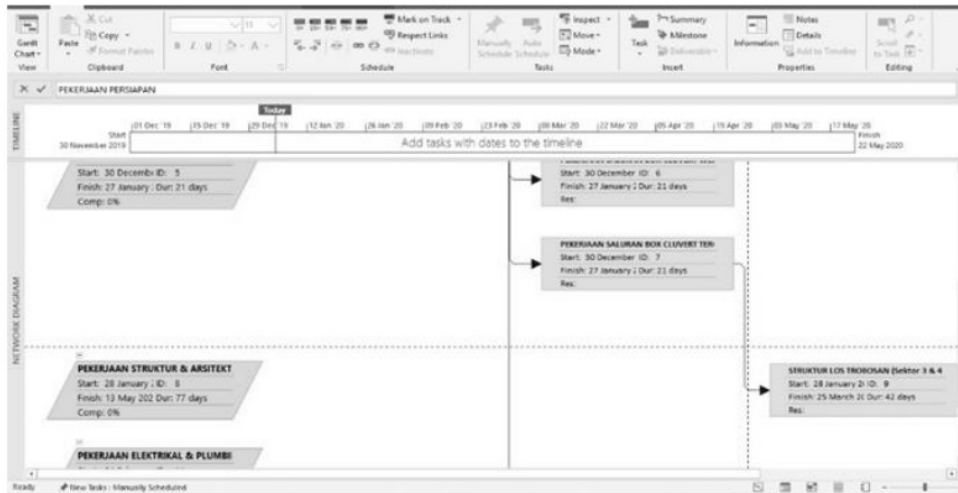 Gantt Chart
View
Paste
Cut
Copy
Format Painter
Clipboard
11
B I U
Font
Mark on Track
Respect Links
Inactivate
Schedule
Manually Schedule
Auto Schedule
Inspect
Move
Mode
Tasks
Task
Summary
Milestone
Deliverable
Insert
Information
Notes
Details
Add to Timeline
Properties
Scroll to Task
Editing
PEKERJAAN PERSIAPAN
TIMELINE
Today
01 Dec '19 15 Dec '19 29 Dec '19 12 Jan '20 26 Jan '20 09 Feb '20 23 Feb '20 08 Mar '20 22 Mar '20 05 Apr '20 19 Apr '20 03 May '20 17 May '20
Start
30 November 2019
Add tasks with dates to the timeline
Finish
22 May 2020
NETWORK DIAGRAM
Start: 30 Decembe ID: 5
Finish: 27 January 2 Dur: 21 days
Comp: 0%
Start: 30 December ID: 6
Finish: 27 January 2 Dur: 21 days
Res:
PEKERJAAN SALURAN BOX CLUVERT TER
Start: 30 December ID: 7
Finish: 27 January 2 Dur: 21 days
Res:
PEKERJAAN STRUKTUR & ARSITEKT
Start: 28 January ID: 8
Finish: 13 May 202 Dur: 77 days
Comp: 0%
STRUKTUR LOS TROBOSAN (Sektor 3 & 4
Start: 28 January 2 ID: 9
Finish: 25 March 2 Dur: 42 days
Res:
PEKERJAAN ELEKTRIKAL & PLUMBI
Ready
New Tasks : Manually Scheduled